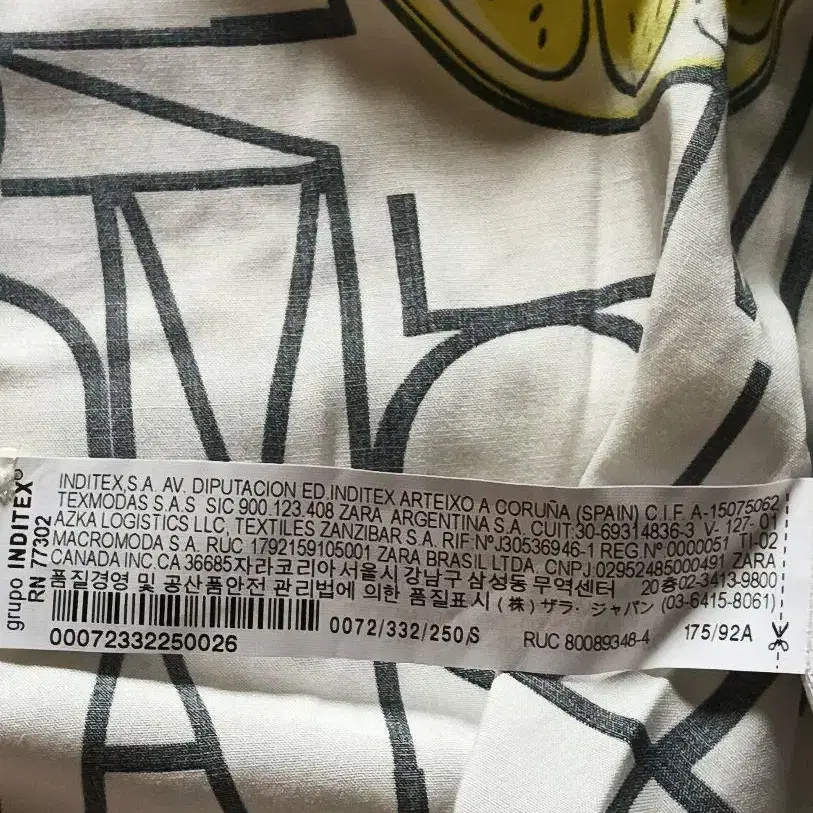 grupo INDITEX®
RN 77302
INDITEX,S.A. AV. DIPUTACION ED.INDITEX ARTEIXO A CORUÑA (SPAIN) C.I.F. A-15075062
TEXMODAS S.A.S SIC 900.123.408 ZARA ARGENTINA S.A. CUIT:30-69314836-3 V-127-01
AZKA LOGISTICS LLC, TEXTILES ZANZIBAR S.A. RIF:NºJ30536946-1 REG.Nº 0000051 TI-02
MACROMODA S.A. RUC 1792159105001 ZARA BRASIL LTDA. CNPJ:02952485000491 ZARA
CANADA INC.CA 36685자라코리아 서울시 강남구 삼성동 무역센터 20층 02-3413-9800
품질경영 및 공산품안전 관리법에 의한 품질표시 (株) ザラ・ジャパン (03-6415-8061)
00072332250026
0072/332/250/S RUC 80089348-4 175/92A